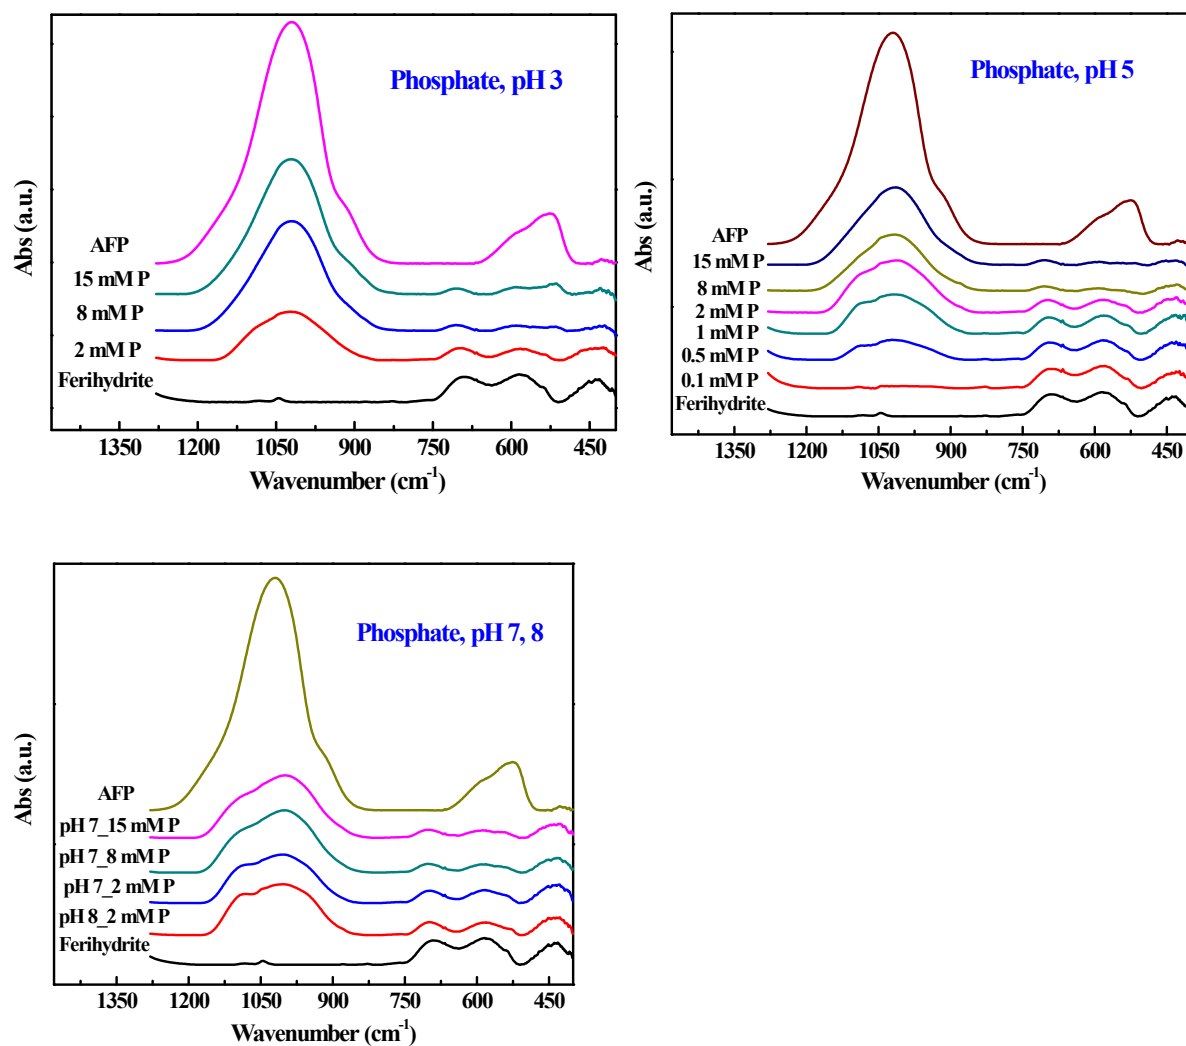 Phosphate, pH 3
Abs (a.u.)
AFP
15 mM P
8 mM P
2 mM P
Ferihydrite
1350 1200 1050 900 750 600 450
Wavenumber (cm-1)
Phosphate, pH 5
Abs (a.u.)
AFP
15 mM P
8 mM P
2 mM P
1 mM P
0.5 mM P
0.1 mM P
Ferihydrite
1350 1200 1050 900 750 600 450
Wavenumber (cm-1)
Phosphate, pH 7, 8
Abs (a.u.)
AFP
pH 7_15 mM P
pH 7_8 mM P
pH 7_2 mM P
pH 8_2 mM P
Ferihydrite
1350 1200 1050 900 750 600 450
Wavenumber (cm-1)